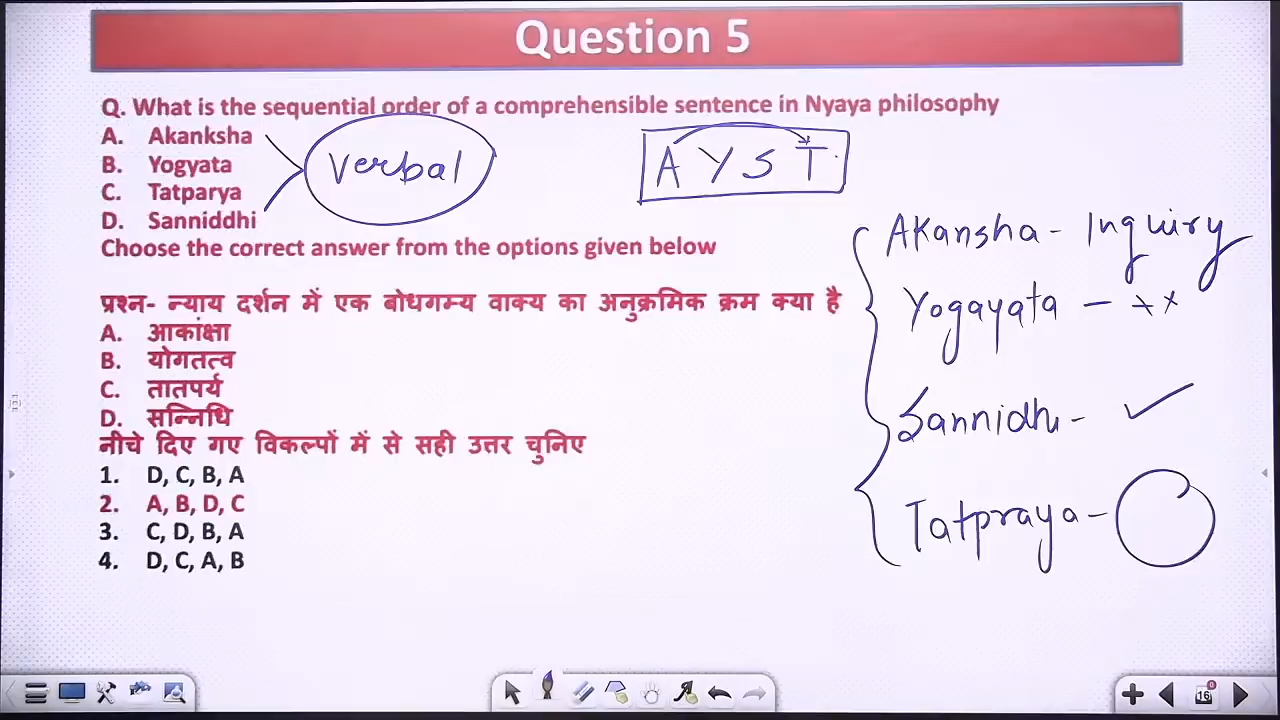 Question 5
Q. What is the sequential order of a comprehensible sentence in Nyaya philosophy
A. Akanksha
B. Yogyata
C. Tatparya
D. Sanniddhi
Verbal
A Y S T
Choose the correct answer from the options given below
प्रश्न- न्याय दर्शन में एक बोधगम्य वाक्य का अनुक्रमिक क्रम क्या है
A. आकांक्षा
B. योगतत्व
C. तातपर्य
D. सन्निधि
नीचे दिए गए विकल्पों में से सही उत्तर चुनिए
1. D, C, B, A
2. A, B, D, C
3. C, D, B, A
4. D, C, A, B
Akansha - Inquiry
Yogayata -
Sannidhi -
Tatpraya -
16